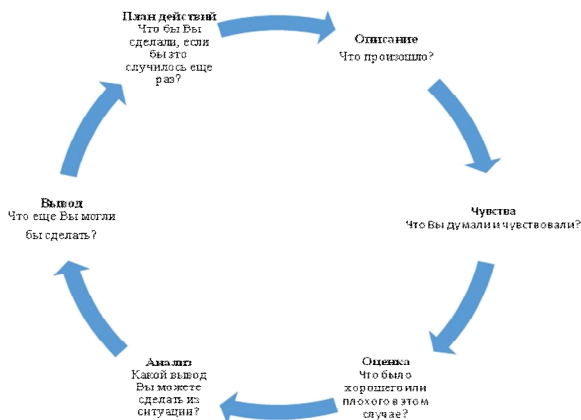 План действий
Что бы Вы
сделали, если
бы это
случилось еще
раз?
Описание
Что произошло?
Чувства
Что Вы думали и чувствовали?
Оценка
Что было
хорошего или
плохого в этом
случае?
Анализ
Какой вывод
Вы можете
сделать из
ситуации?
Вывод
Что еще Вы могли
бы сделать?